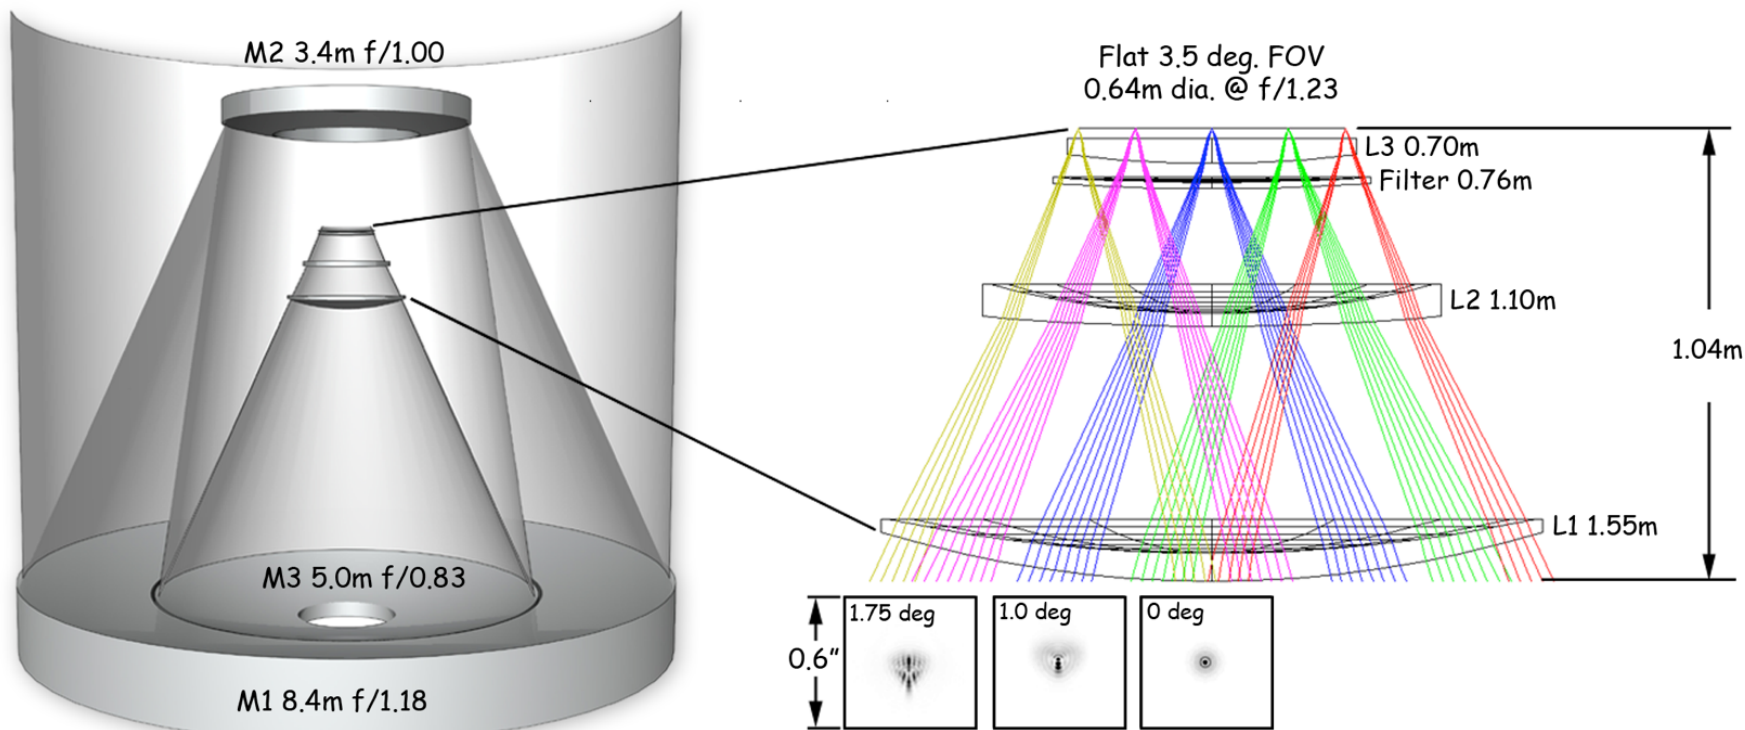 M2 3.4m f/1.00
M3 5.0m f/0.83
M1 8.4m f/1.18
Flat 3.5 deg. FOV
0.64m dia. @ f/1.23
L3 0.70m
Filter 0.76m
L2 1.10m
1.04m
L1 1.55m
0.6”
1.75 deg
1.0 deg
0 deg